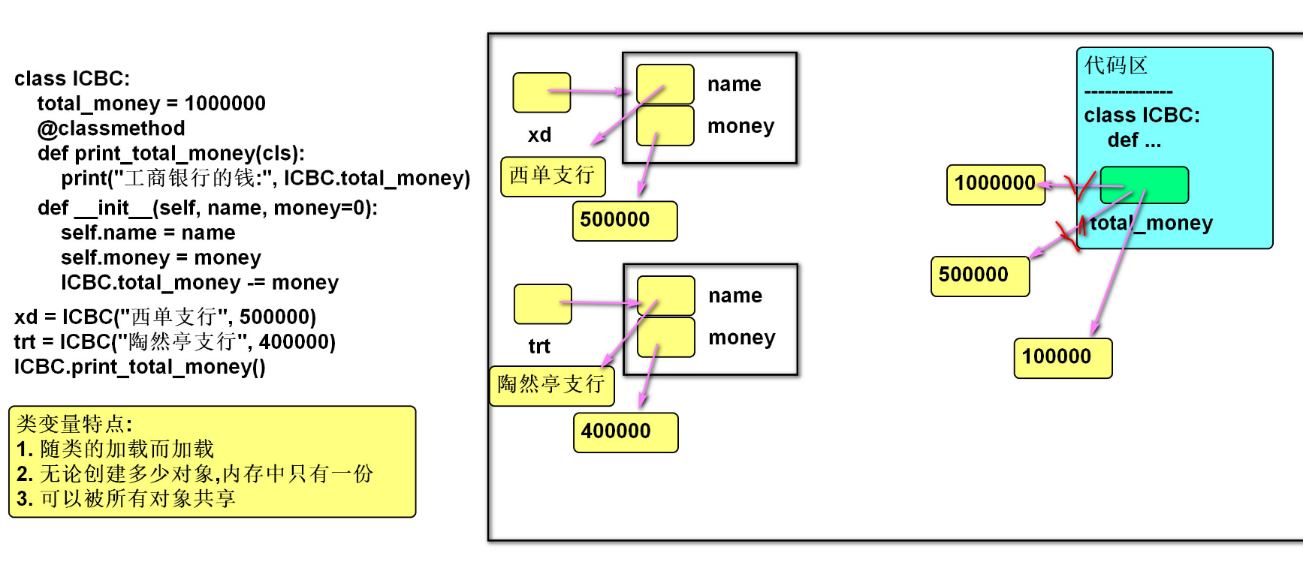 class ICBC:
total_money = 1000000
@classmethod
def print_total_money(cls):
print("工商银行的钱:", ICBC.total_money)
def __init__(self, name, money=0):
self.name = name
self.money = money
ICBC.total_money -= money
xd = ICBC("西单支行", 500000)
trt = ICBC("陶然亭支行", 400000)
ICBC.print_total_money()
类变量特点:
1. 随类的加载而加载
2. 无论创建多少对象,内存中只有一份
3. 可以被所有对象共享
name
xd
money
西单支行
500000
name
trt
money
陶然亭支行
400000
代码区
-------------
class ICBC:
def ...
1000000
total_money
500000
100000